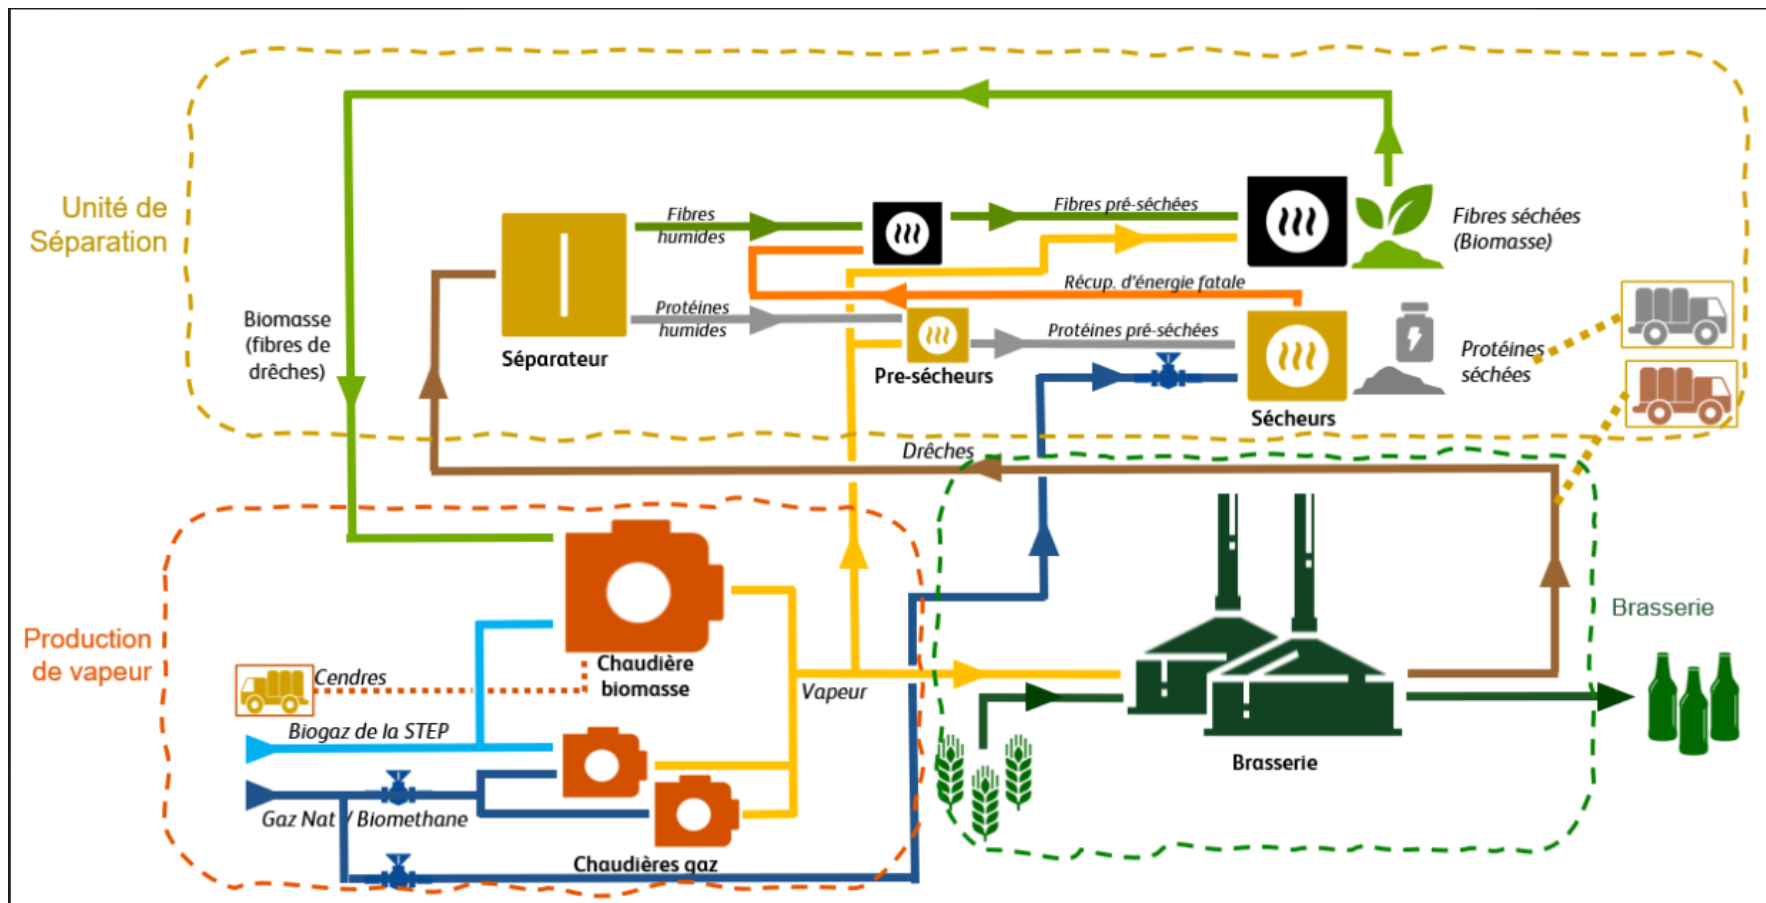 Unité de
Séparation
Fibres
humides
Fibres pré-séchées
Fibres séchées
(Biomasse)
Récup. d'énergie fatale
Biomasse
(fibres de
drêches)
Protéines
humides
Séparateur
Protéines pré-séchées
Pre-sécheurs
Protéines
séchées
Sécheurs
Drêches
Production
de vapeur
Chaudière
biomasse
Cendres
Vapeur
Biogaz de la STEP
Gaz Nat / Biomethane
Chaudières gaz
Brasserie
Brasserie